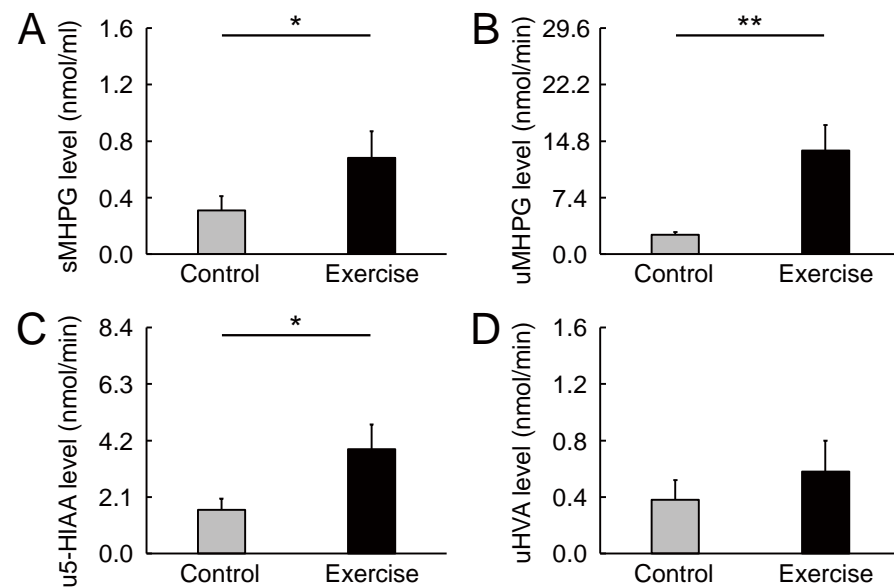 A
sMHPG level (nmol/ml)
1.6
1.2
0.8
0.4
0.0
*
Control
Exercise
B
uMHPG level (nmol/min)
29.6
22.2
14.8
7.4
0.0
**
Control
Exercise
C
u5-HIAA level (nmol/min)
8.4
6.3
4.2
2.1
0.0
*
Control
Exercise
D
uHVA level (nmol/min)
1.6
1.2
0.8
0.4
0.0
Control
Exercise